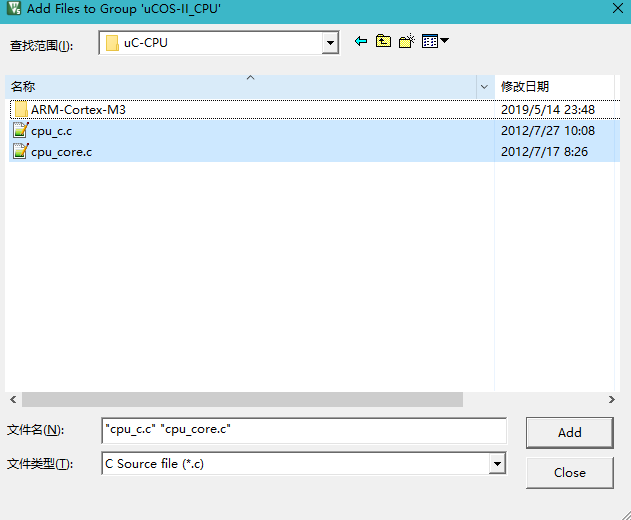 Add Files to Group 'uCOS-II_CPU'
查找范围(I):
uC-CPU
名称
修改日期
ARM-Cortex-M3
2019/5/14 23:48
cpu_c.c
2012/7/27 10:08
cpu_core.c
2012/7/17 8:26
文件名(N):
"cpu_c.c" "cpu_core.c"
Add
文件类型(T):
C Source file (*.c)
Close